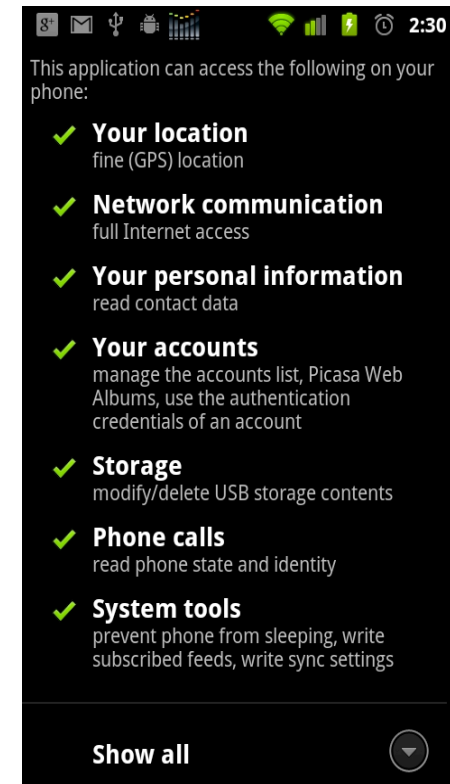 8+ 2:30
This application can access the following on your
phone:
Your location
fine (GPS) location
Network communication
full Internet access
Your personal information
read contact data
Your accounts
manage the accounts list, Picasa Web
Albums, use the authentication
credentials of an account
Storage
modify/delete USB storage contents
Phone calls
read phone state and identity
System tools
prevent phone from sleeping, write
subscribed feeds, write sync settings
Show all